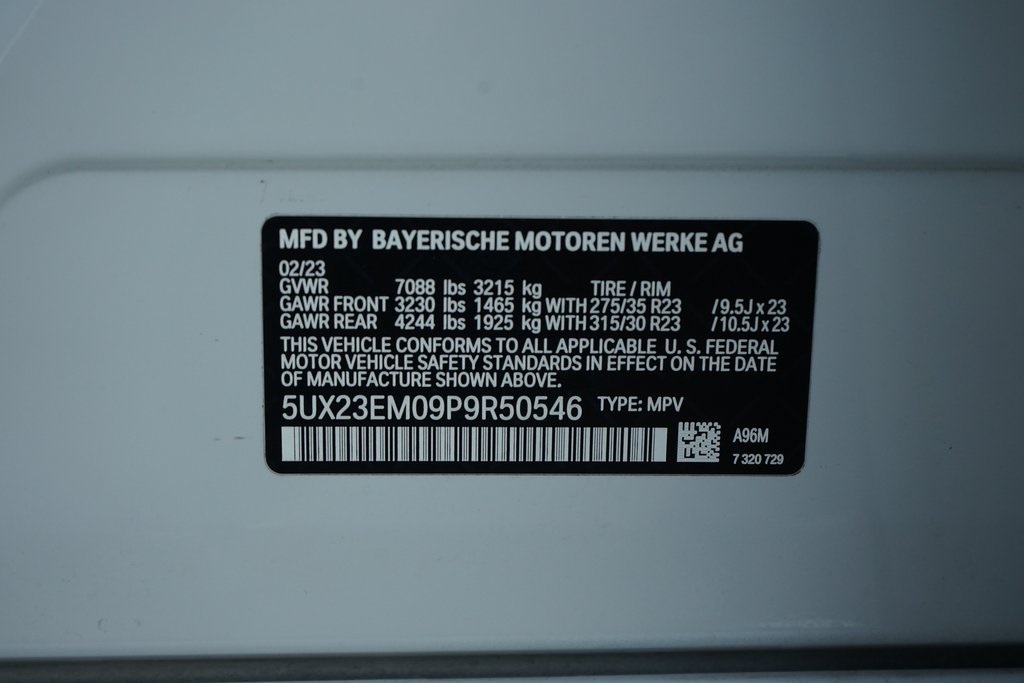 MFD BY BAYERISCHE MOTOREN WERKE AG
02/23
GVWR 7088 lbs 3215 kg TIRE / RIM
GAWR FRONT 3230 lbs 1465 kg WITH 275/35 R23 / 9.5J x 23
GAWR REAR 4244 lbs 1925 kg WITH 315/30 R23 / 10.5J x 23
THIS VEHICLE CONFORMS TO ALL APPLICABLE U. S. FEDERAL
MOTOR VEHICLE SAFETY STANDARDS IN EFFECT ON THE DATE
OF MANUFACTURE SHOWN ABOVE.
5UX23EM09P9R50546 TYPE: MPV
A96M
7 320 729